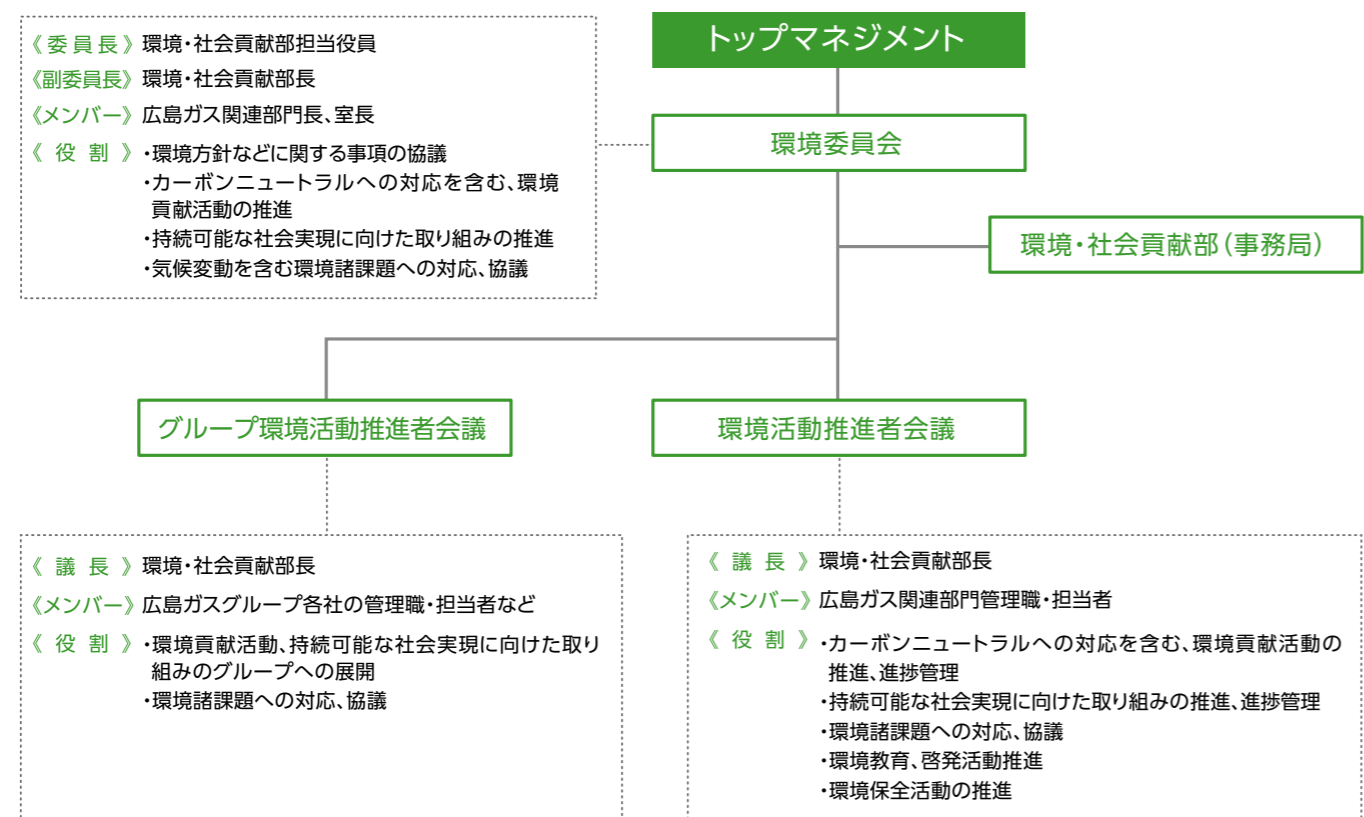 トップマネジメント
《委員長》環境・社会貢献部担当役員
《副委員長》環境・社会貢献部長
《メンバー》広島ガス関連部門長、室長
《役割》・環境方針などに関する事項の協議
・カーボンニュートラルへの対応を含む、環境
貢献活動の推進
・持続可能な社会実現に向けた取り組みの推進
・気候変動を含む環境諸課題への対応、協議
環境委員会
環境・社会貢献部(事務局)
グループ環境活動推進者会議
環境活動推進者会議
《議長》環境・社会貢献部長
《メンバー》広島ガスグループ各社の管理職・担当者など
《役割》・環境貢献活動、持続可能な社会実現に向けた取り
組みのグループへの展開
・環境諸課題への対応、協議
《議長》環境・社会貢献部長
《メンバー》広島ガス関連部門管理職・担当者
《役割》・カーボンニュートラルへの対応を含む、環境貢献活動の
推進、進捗管理
・持続可能な社会実現に向けた取り組みの推進、進捗管理
・環境諸課題への対応、協議
・環境教育、啓発活動推進
・環境保全活動の推進